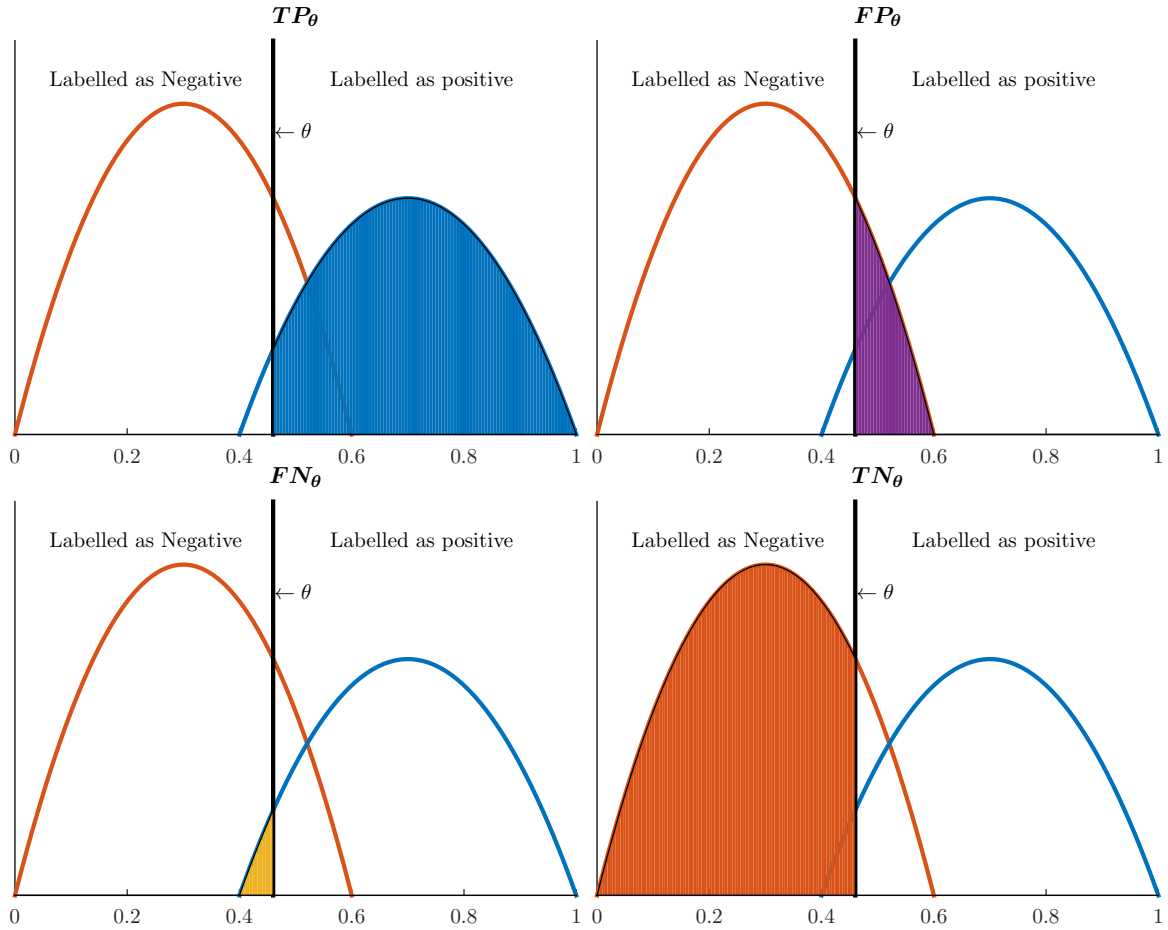 TPθ
Labelled as Negative
Labelled as positive
← θ
0 0.2 0.4 0.6 0.8 1
FPθ
Labelled as Negative
Labelled as positive
← θ
0 0.2 0.4 0.6 0.8 1
FNθ
Labelled as Negative
Labelled as positive
← θ
0 0.2 0.4 0.6 0.8 1
TNθ
Labelled as Negative
Labelled as positive
← θ
0 0.2 0.4 0.6 0.8 1